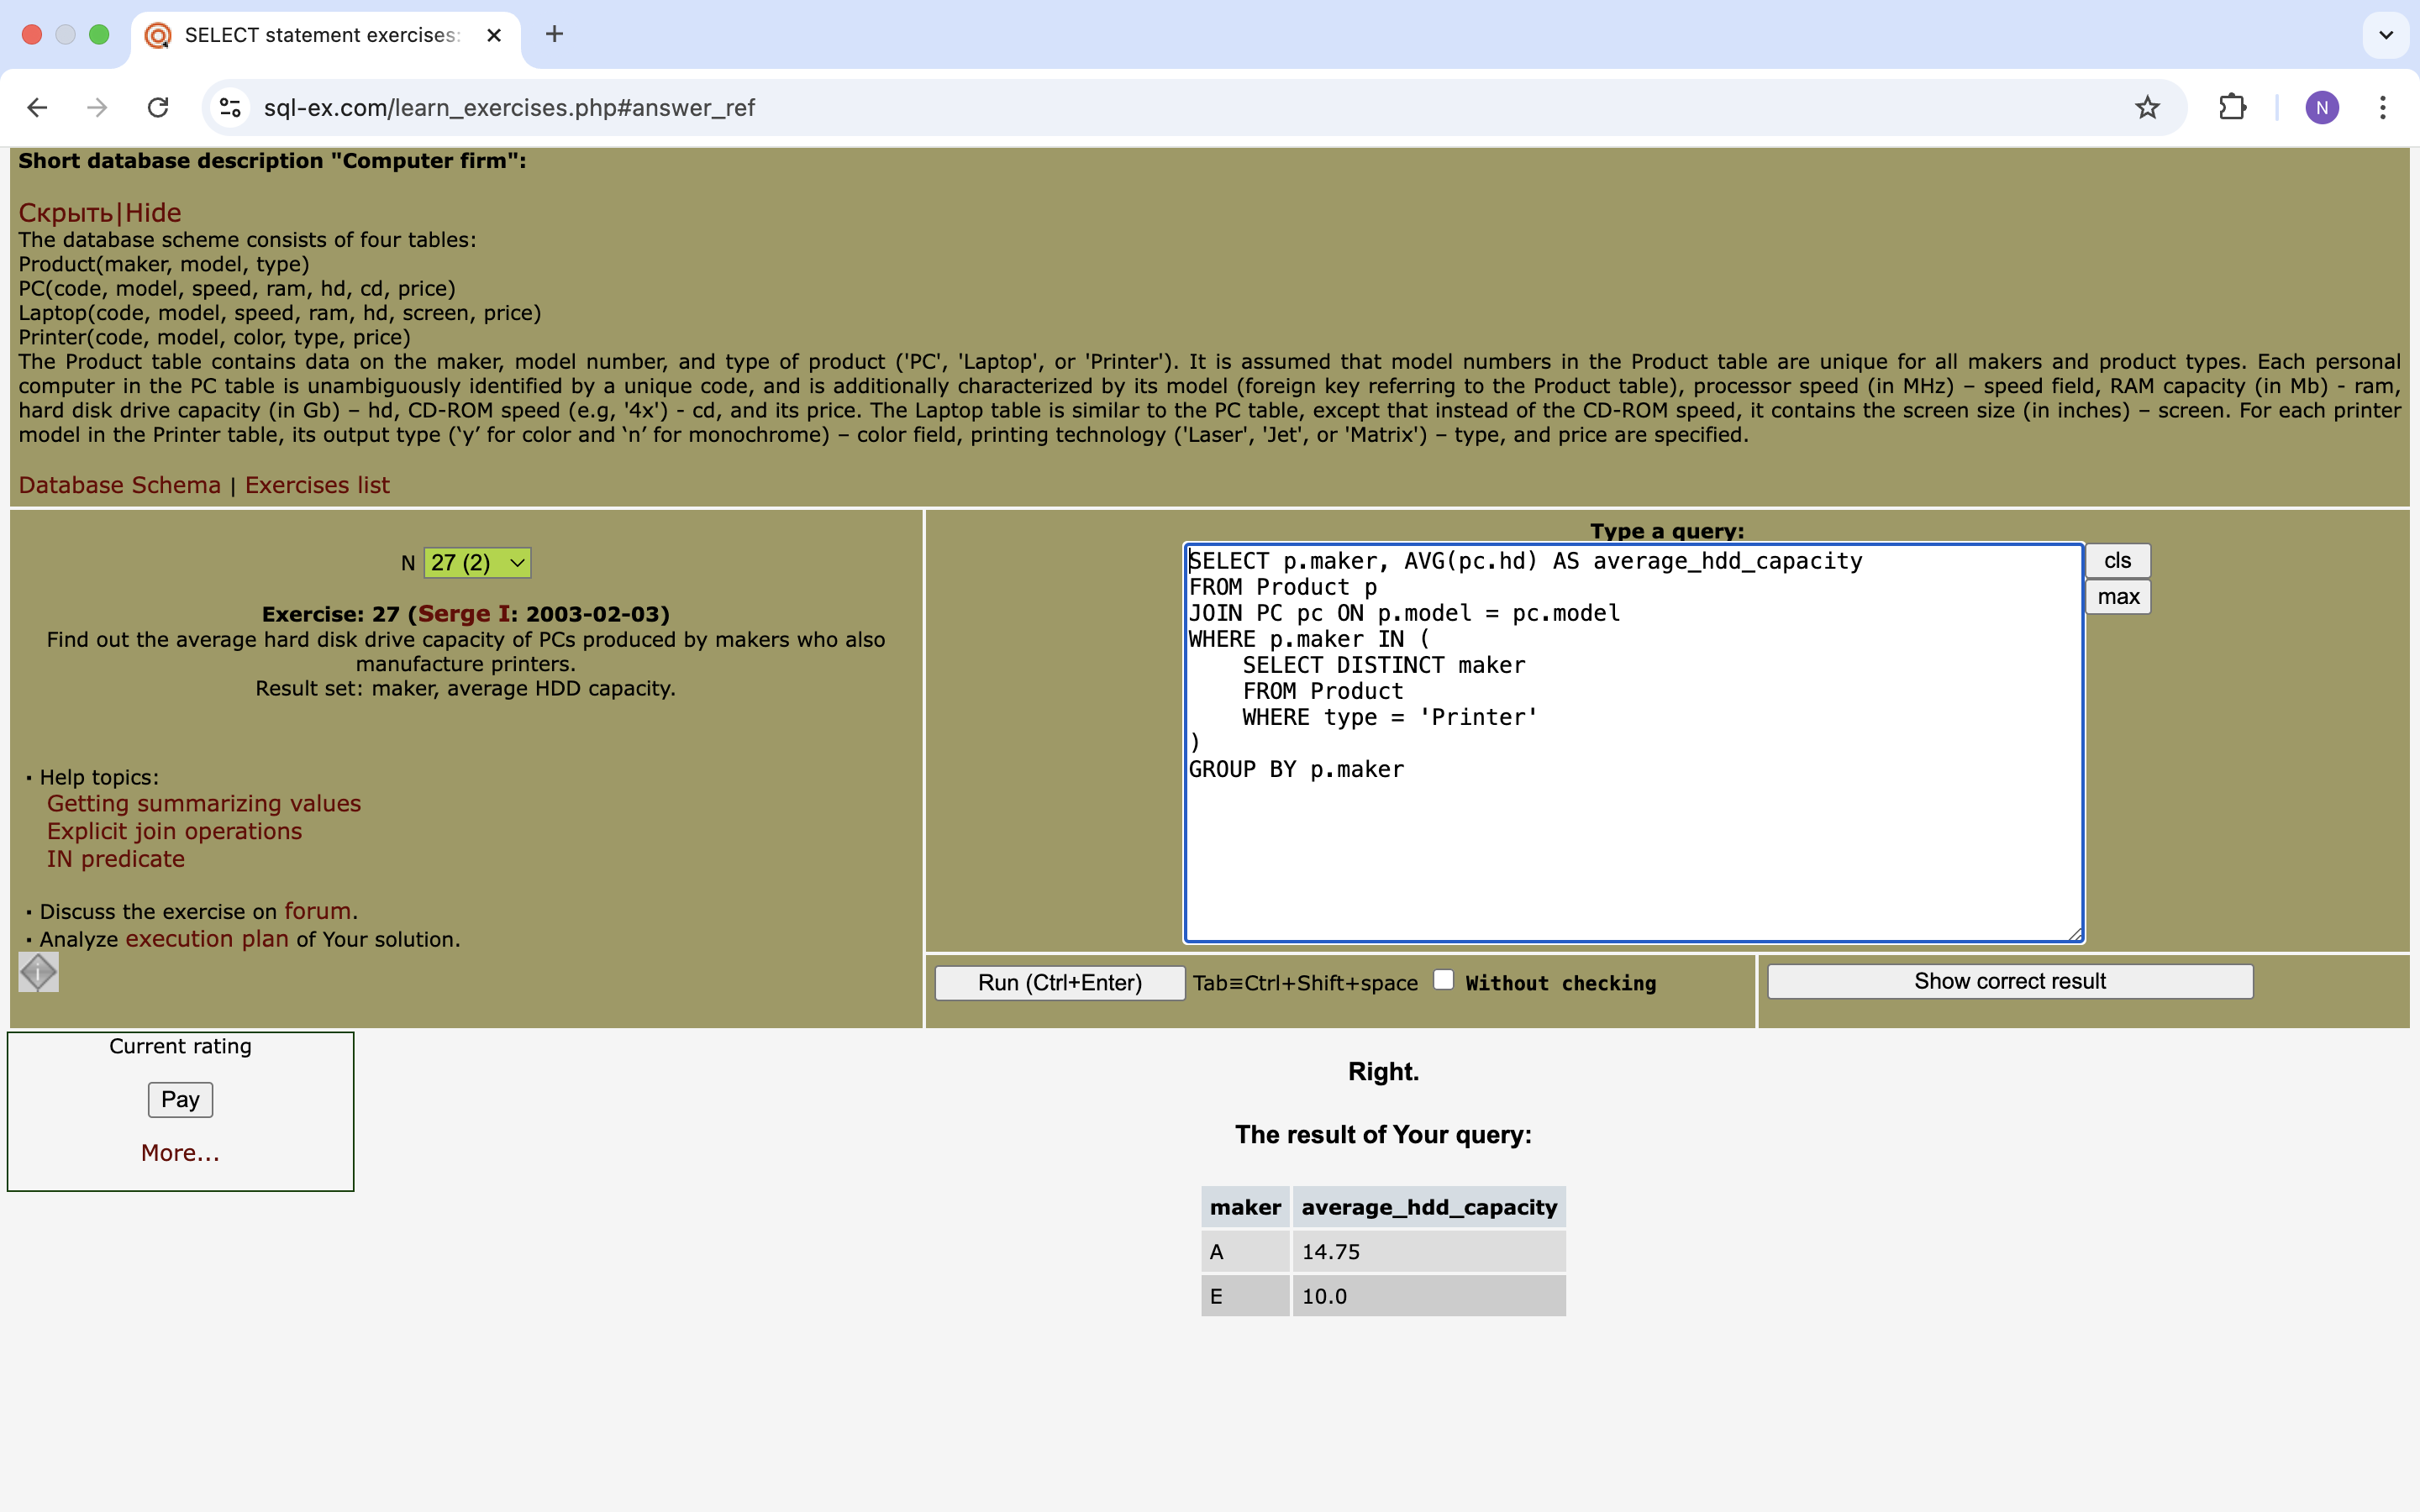 SELECT statement exercises:
sql-ex.com/learn_exercises.php#answer_ref
N
Short database description "Computer firm":
Скрыть|Hide
The database scheme consists of four tables:
Product(maker, model, type)
PC(code, model, speed, ram, hd, cd, price)
Laptop(code, model, speed, ram, hd, screen, price)
Printer(code, model, color, type, price)
The Product table contains data on the maker, model number, and type of product ('PC', 'Laptop', or 'Printer'). It is assumed that model numbers in the Product table are unique for all makers and product types. Each personal
computer in the PC table is unambiguously identified by a unique code, and is additionally characterized by its model (foreign key referring to the Product table), processor speed (in MHz) – speed field, RAM capacity (in Mb) - ram,
hard disk drive capacity (in Gb) – hd, CD-ROM speed (e.g, '4x') - cd, and its price. The Laptop table is similar to the PC table, except that instead of the CD-ROM speed, it contains the screen size (in inches) – screen. For each printer
model in the Printer table, its output type (‘y’ for color and ‘n’ for monochrome) – color field, printing technology ('Laser', 'Jet', or 'Matrix') – type, and price are specified.
Database Schema | Exercises list
N 27 (2)
Exercise: 27 (Serge I: 2003-02-03)
Find out the average hard disk drive capacity of PCs produced by makers who also
manufacture printers.
Result set: maker, average HDD capacity.
▪ Help topics:
Getting summarizing values
Explicit join operations
IN predicate
▪ Discuss the exercise on forum.
▪ Analyze execution plan of Your solution.
Type a query:
SELECT p.maker, AVG(pc.hd) AS average_hdd_capacity
FROM Product p
JOIN PC pc ON p.model = pc.model
WHERE p.maker IN (
    SELECT DISTINCT maker
    FROM Product
    WHERE type = 'Printer'
)
GROUP BY p.maker
cls
max
Run (Ctrl+Enter) Tab≡Ctrl+Shift+space Without checking
Show correct result
Current rating
Pay
More...
Right.
The result of Your query:
maker average_hdd_capacity
A 14.75
E 10.0